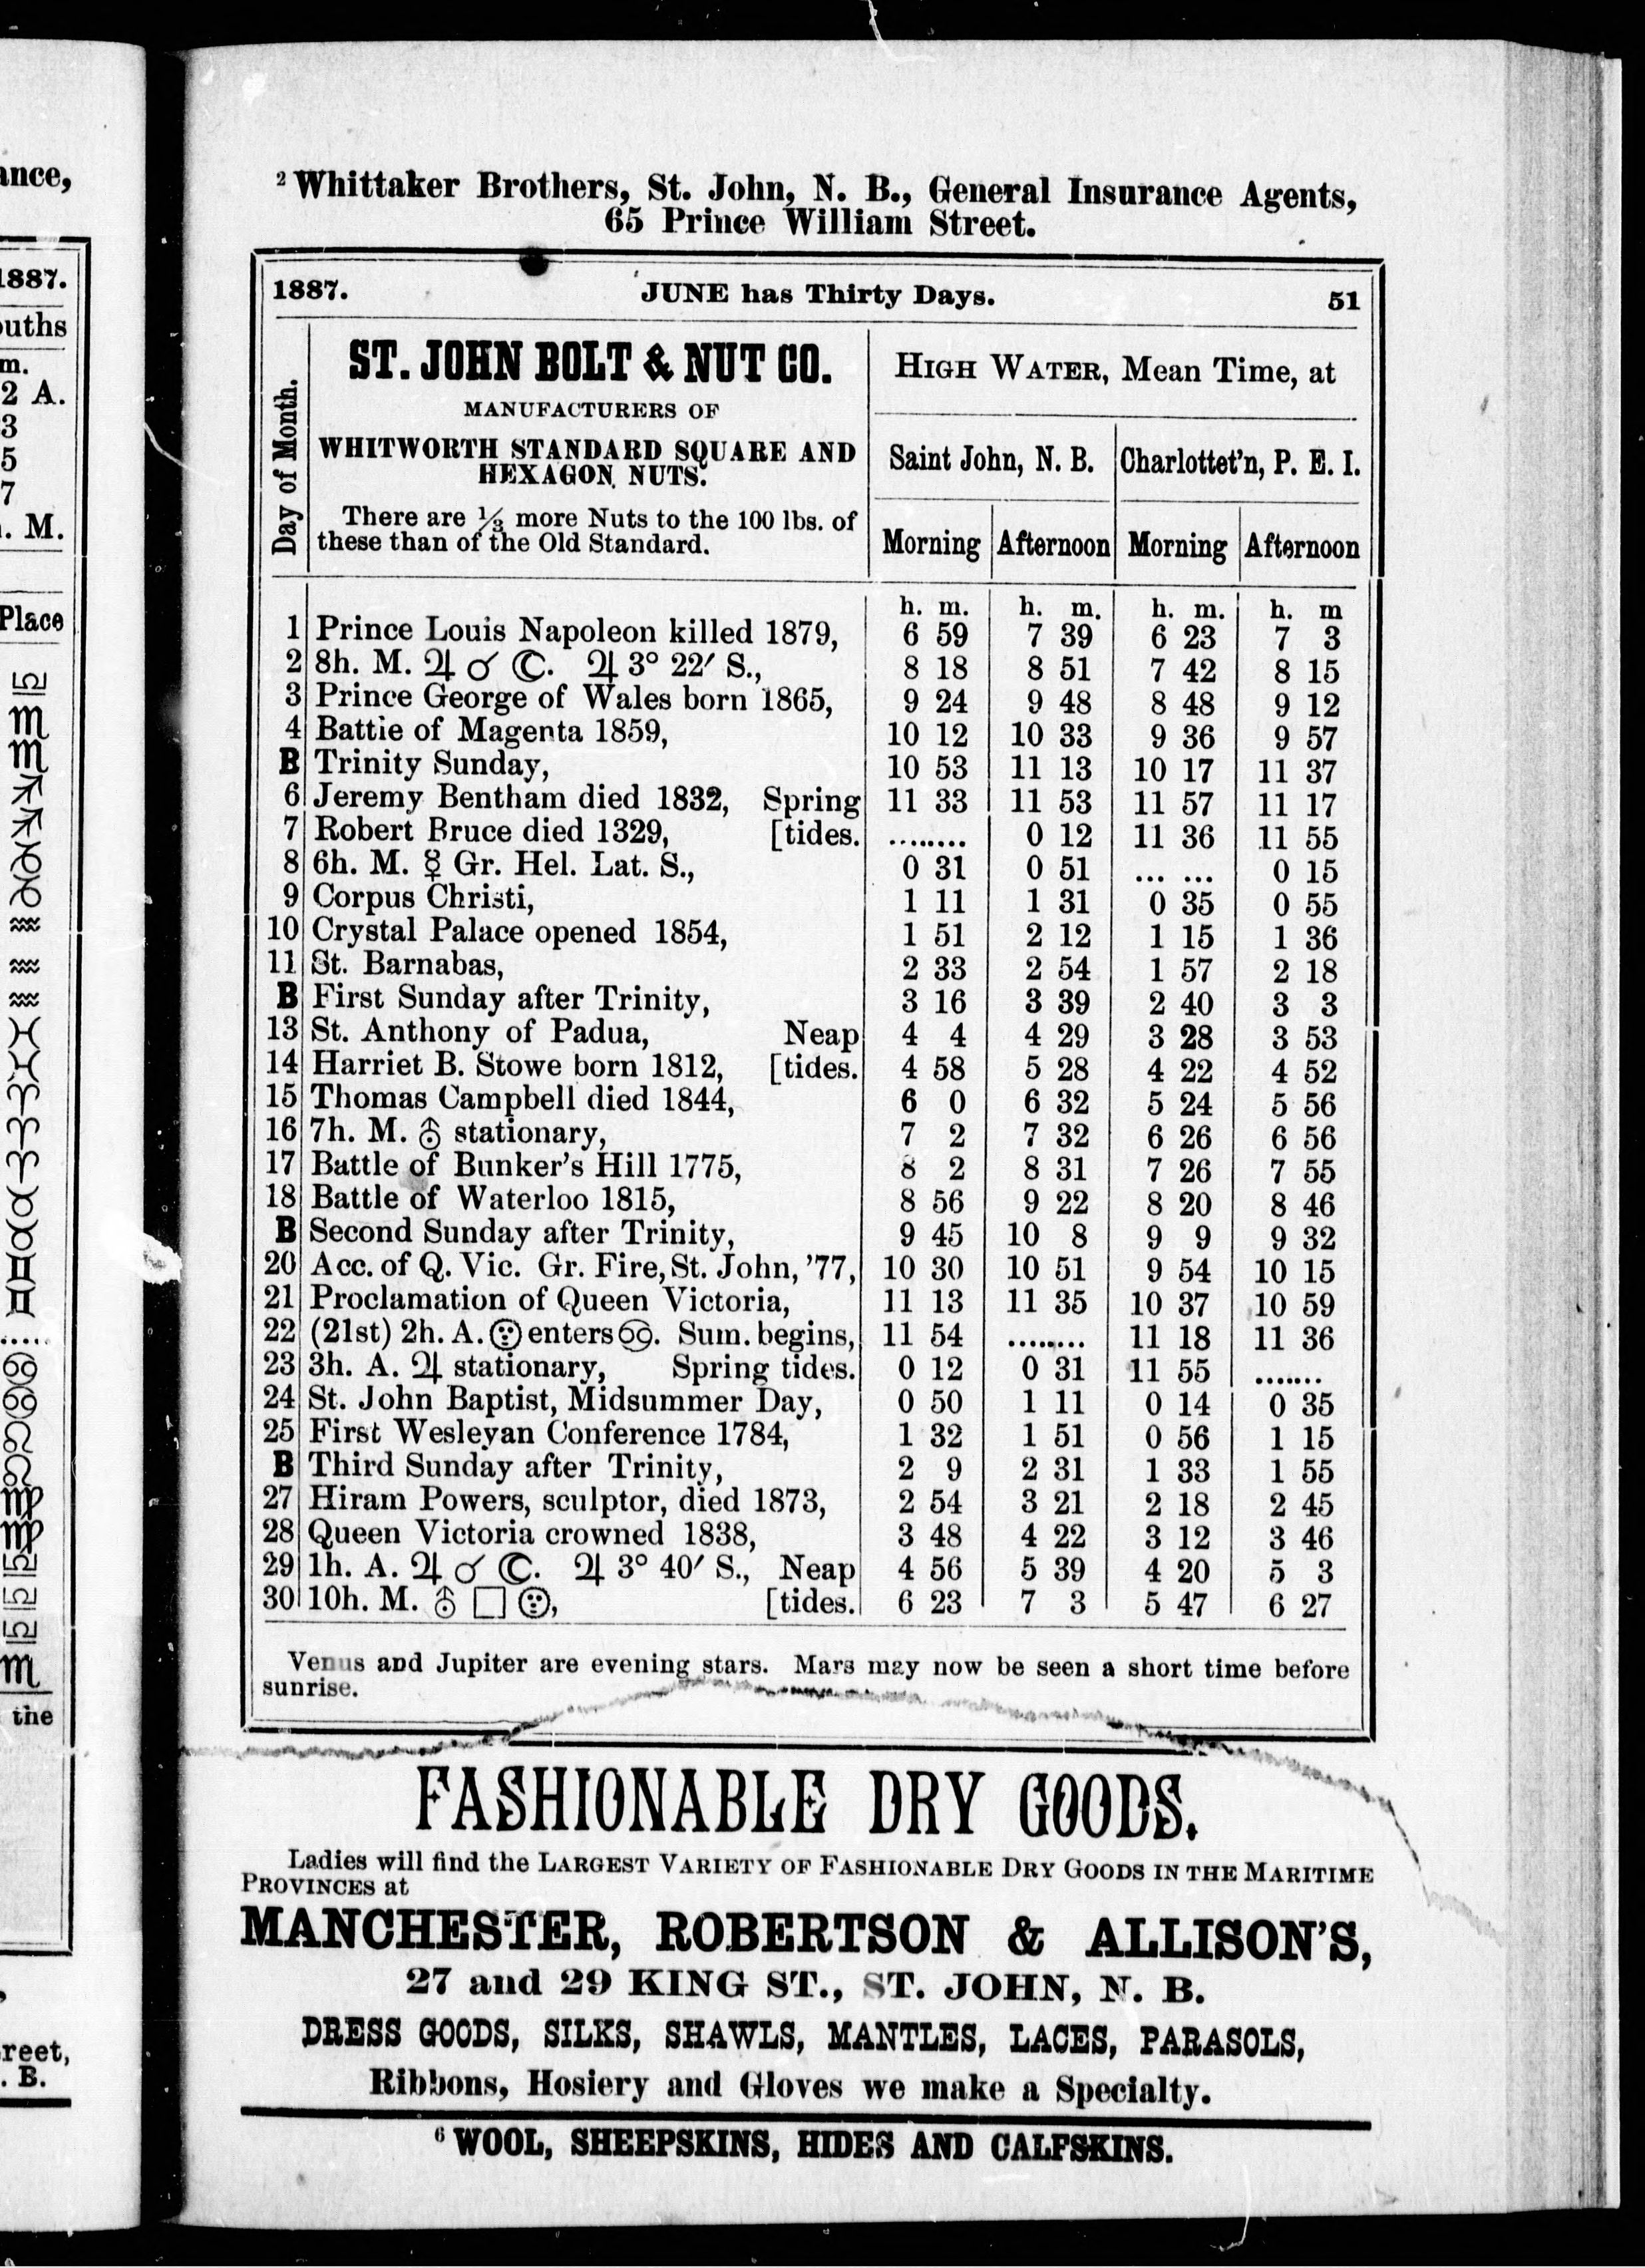 ance,
1887.
ouths
m.
2 A.
3
5
7
. M.
Place
♎
♏
♏
♐
♐
♑
♑
♒
♒
♒
♓
♓
♈
♈
♈
♉
♉
♊
♊
.....
♋
♋
♌
♌
♍
♍
♎
♎
♎
♏
the
reet,
. B.
2 Whittaker Brothers, St. John, N. B., General Insurance Agents,
65 Prince William Street.
1887. JUNE has Thirty Days. 51
Day of Month.
ST. JOHN BOLT & NUT CO.
MANUFACTURERS OF
WHITWORTH STANDARD SQUARE AND
HEXAGON NUTS.
There are 1/3 more Nuts to the 100 lbs. of
these than of the Old Standard.
HIGH WATER, Mean Time, at
Saint John, N. B. Charlottet'n, P. E. I.
Morning Afternoon Morning Afternoon
h. m. h. m. h. m. h. m
1 Prince Louis Napoleon killed 1879, 6 59 7 39 6 23 7 3
2 8h. M. ♃ ☌ ☾. ♃ 3° 22′ S., 8 18 8 51 7 42 8 15
3 Prince George of Wales born 1865, 9 24 9 48 8 48 9 12
4 Battie of Magenta 1859, 10 12 10 33 9 36 9 57
B Trinity Sunday, 10 53 11 13 10 17 11 37
6 Jeremy Bentham died 1832, Spring 11 33 11 53 11 57 11 17
7 Robert Bruce died 1329, [tides. ........ 0 12 11 36 11 55
8 6h. M. ☿ Gr. Hel. Lat. S., 0 31 0 51 ... ... 0 15
9 Corpus Christi, 1 11 1 31 0 35 0 55
10 Crystal Palace opened 1854, 1 51 2 12 1 15 1 36
11 St. Barnabas, 2 33 2 54 1 57 2 18
B First Sunday after Trinity, 3 16 3 39 2 40 3 3
13 St. Anthony of Padua, Neap 4 4 4 29 3 28 3 53
14 Harriet B. Stowe born 1812, [tides. 4 58 5 28 4 22 4 52
15 Thomas Campbell died 1844, 6 0 6 32 5 24 5 56
16 7h. M. ⛢ stationary, 7 2 7 32 6 26 6 56
17 Battle of Bunker's Hill 1775, 8 2 8 31 7 26 7 55
18 Battle of Waterloo 1815, 8 56 9 22 8 20 8 46
B Second Sunday after Trinity, 9 45 10 8 9 9 9 32
20 Acc. of Q. Vic. Gr. Fire, St. John, '77, 10 30 10 51 9 54 10 15
21 Proclamation of Queen Victoria, 11 13 11 35 10 37 10 59
22 (21st) 2h. A. ☉ enters ♋. Sum. begins, 11 54 ........ 11 18 11 36
23 3h. A. ♃ stationary, Spring tides. 0 12 0 31 11 55 .......
24 St. John Baptist, Midsummer Day, 0 50 1 11 0 14 0 35
25 First Wesleyan Conference 1784, 1 32 1 51 0 56 1 15
B Third Sunday after Trinity, 2 9 2 31 1 33 1 55
27 Hiram Powers, sculptor, died 1873, 2 54 3 21 2 18 2 45
28 Queen Victoria crowned 1838, 3 48 4 22 3 12 3 46
29 1h. A. ♃ ☌ ☾. ♃ 3° 40′ S., Neap 4 56 5 39 4 20 5 3
30 10h. M. ⛢ □ ☉, [tides. 6 23 7 3 5 47 6 27
Venus and Jupiter are evening stars. Mars may now be seen a short time before
sunrise.
FASHIONABLE DRY GOODS.
Ladies will find the LARGEST VARIETY OF FASHIONABLE DRY GOODS IN THE MARITIME
PROVINCES at
MANCHESTER, ROBERTSON & ALLISON'S,
27 and 29 KING ST., ST. JOHN, N. B.
DRESS GOODS, SILKS, SHAWLS, MANTLES, LACES, PARASOLS,
Ribbons, Hosiery and Gloves we make a Specialty.
6 WOOL, SHEEPSKINS, HIDES AND CALFSKINS.